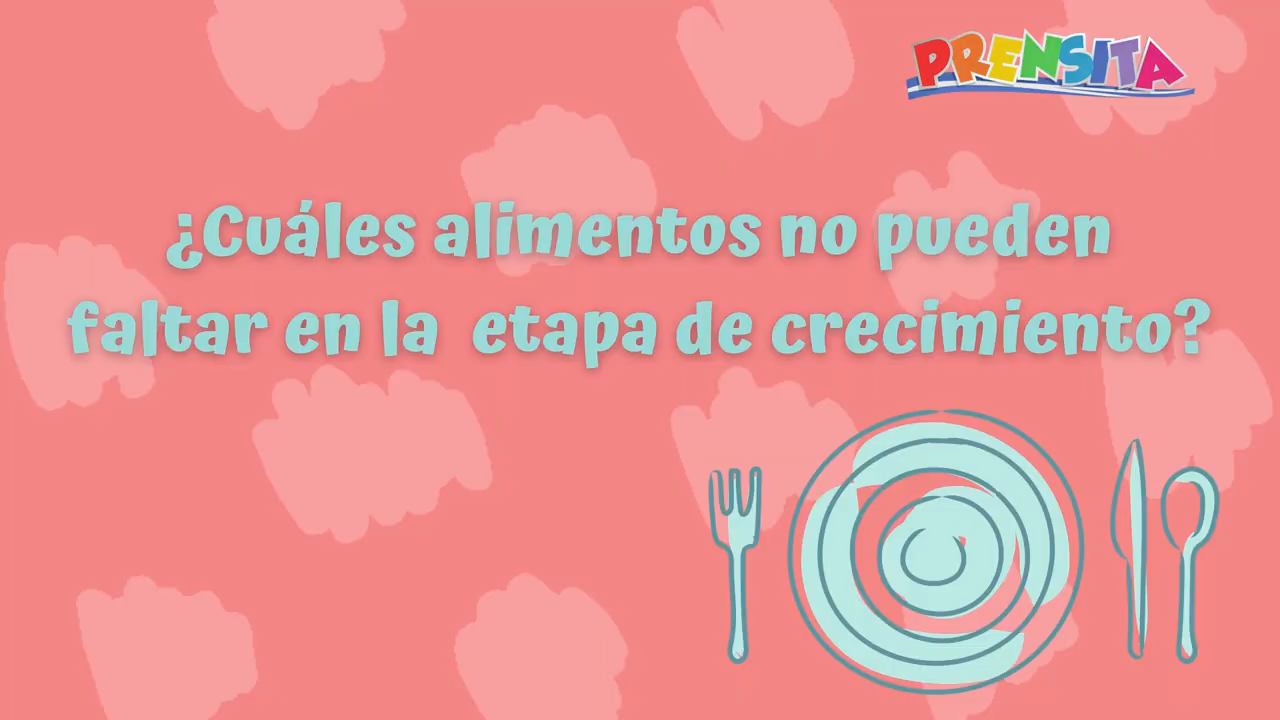 PRENSITA
¿Cuáles alimentos no pueden
faltar en la etapa de crecimiento?